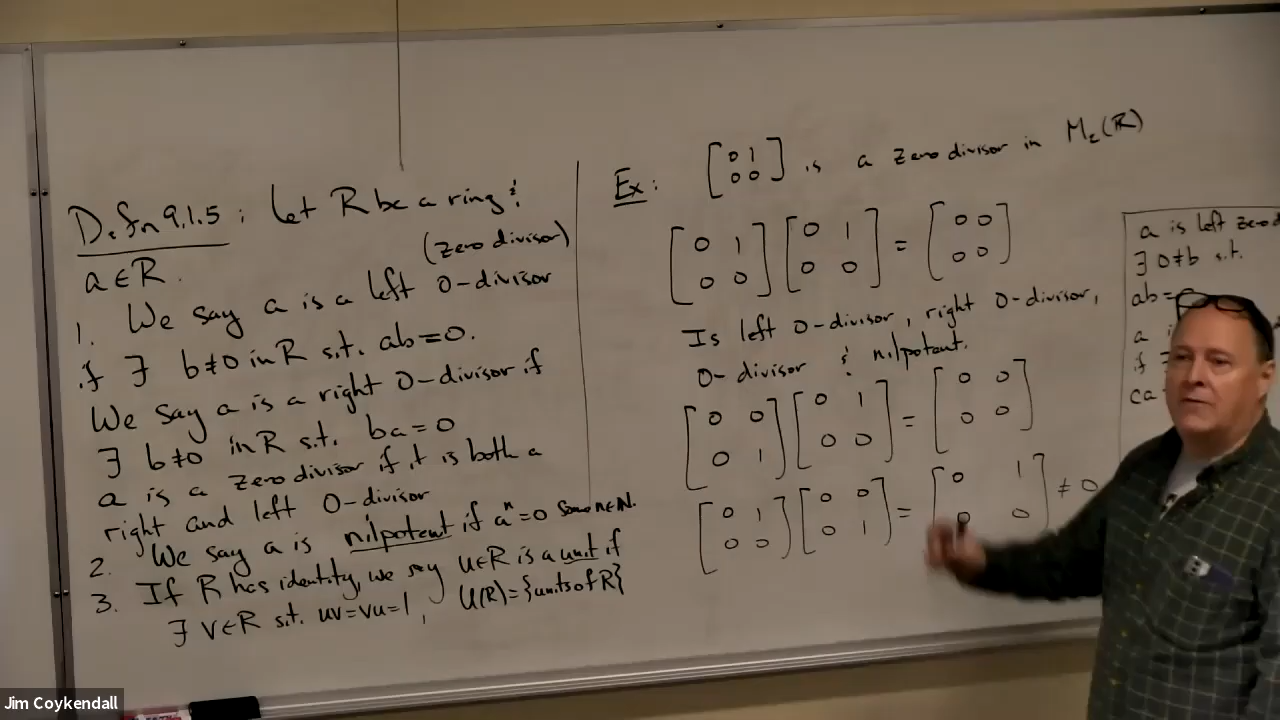 Defn 9.1.5: Let R be a ring &
a∈R.
(zero divisor)
1. We say a is a left 0-divisor
if ∃ b≠0 in R s.t. ab=0.
We say a is a right 0-divisor if
∃ b≠0 in R s.t. ba=0
a is a zero divisor if it is both a
right and left 0-divisor
2. We say a is nilpotent if aⁿ=0 some n∈N.
3. If R has identity, we say u∈R is a unit if
∃ v∈R s.t. uv=vu=1, U(R)={units of R}
Ex: [0 1; 0 0] is a zero divisor in M₂(R)
[0 1; 0 0] [0 1; 0 0] = [0 0; 0 0]
Is left 0-divisor, right 0-divisor,
0-divisor & nilpotent.
[0 0; 0 1] [0 1; 0 0] = [0 0; 0 0]
[0 1; 0 0] [0 0; 0 1] = [0 1; 0 0] ≠ 0
a is left zero
∃ 0≠b s.t.
ab=
a
if
ca
Jim Coykendall